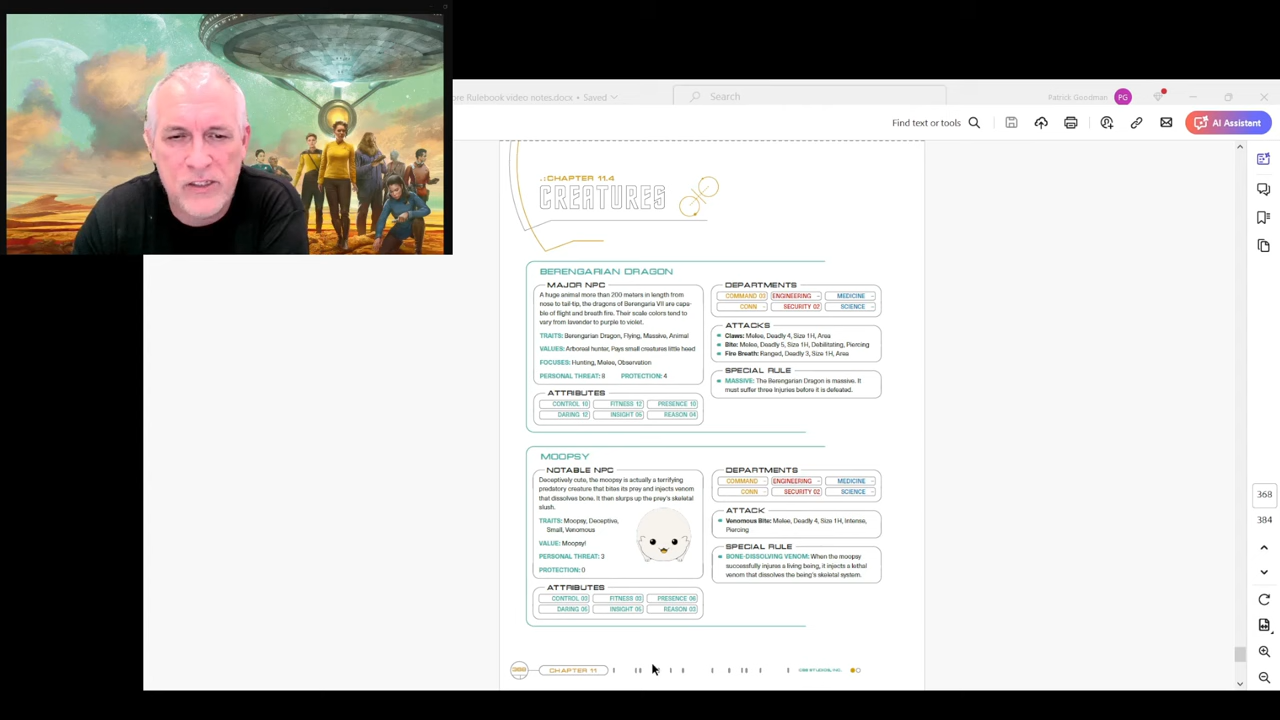 ore Rulebook video notes.docx • Saved
Search
Patrick Goodman
PG
Find text or tools
AI Assistant
.:CHAPTER 11.4
CREATURES
BERENGARIAN DRAGON
MAJOR NPC
A huge animal more than 200 meters in length from
nose to tail-tip, the dragons of Berengaria VII are capa-
ble of flight and breath fire. Their scale colors tend to
vary from lavender to purple to violet.
TRAITS: Berengarian Dragon, Flying, Massive, Animal
VALUES: Arboreal hunter, Pays small creatures little heed
FOCUSES: Hunting, Melee, Observation
PERSONAL THREAT: 8 PROTECTION: 4
ATTRIBUTES
CONTROL 10 FITNESS 12 PRESENCE 10
DARING 12 INSIGHT 05 REASON 04
DEPARTMENTS
COMMAND 03 ENGINEERING - MEDICINE -
CONN - SECURITY 02 SCIENCE -
ATTACKS
Claws: Melee, Deadly 4, Size 1H, Area
Bite: Melee, Deadly 5, Size 1H, Debilitating, Piercing
Fire Breath: Ranged, Deadly 3, Size 1H, Area
SPECIAL RULE
MASSIVE: The Berengarian Dragon is massive. It
must suffer three Injuries before it is defeated.
MOOPSY
NOTABLE NPC
Deceptively cute, the moopsy is actually a terrifying
predatory creature that bites its prey and injects venom
that dissolves bone. It then slurps up the prey's skeletal
slush.
TRAITS: Moopsy, Deceptive,
Small, Venomous
VALUE: Moopsy!
PERSONAL THREAT: 3
PROTECTION: 0
ATTRIBUTES
CONTROL 03 FITNESS 03 PRESENCE 06
DARING 05 INSIGHT 05 REASON 03
DEPARTMENTS
COMMAND - ENGINEERING - MEDICINE -
CONN - SECURITY 02 SCIENCE -
ATTACK
Venomous Bite: Melee, Deadly 4, Size 1H, Intense,
Piercing
SPECIAL RULE
BONE-DISSOLVING VENOM: When the moopsy
successfully injures a living being, it injects a lethal
venom that dissolves the being's skeletal system.
368
384
CHAPTER 11